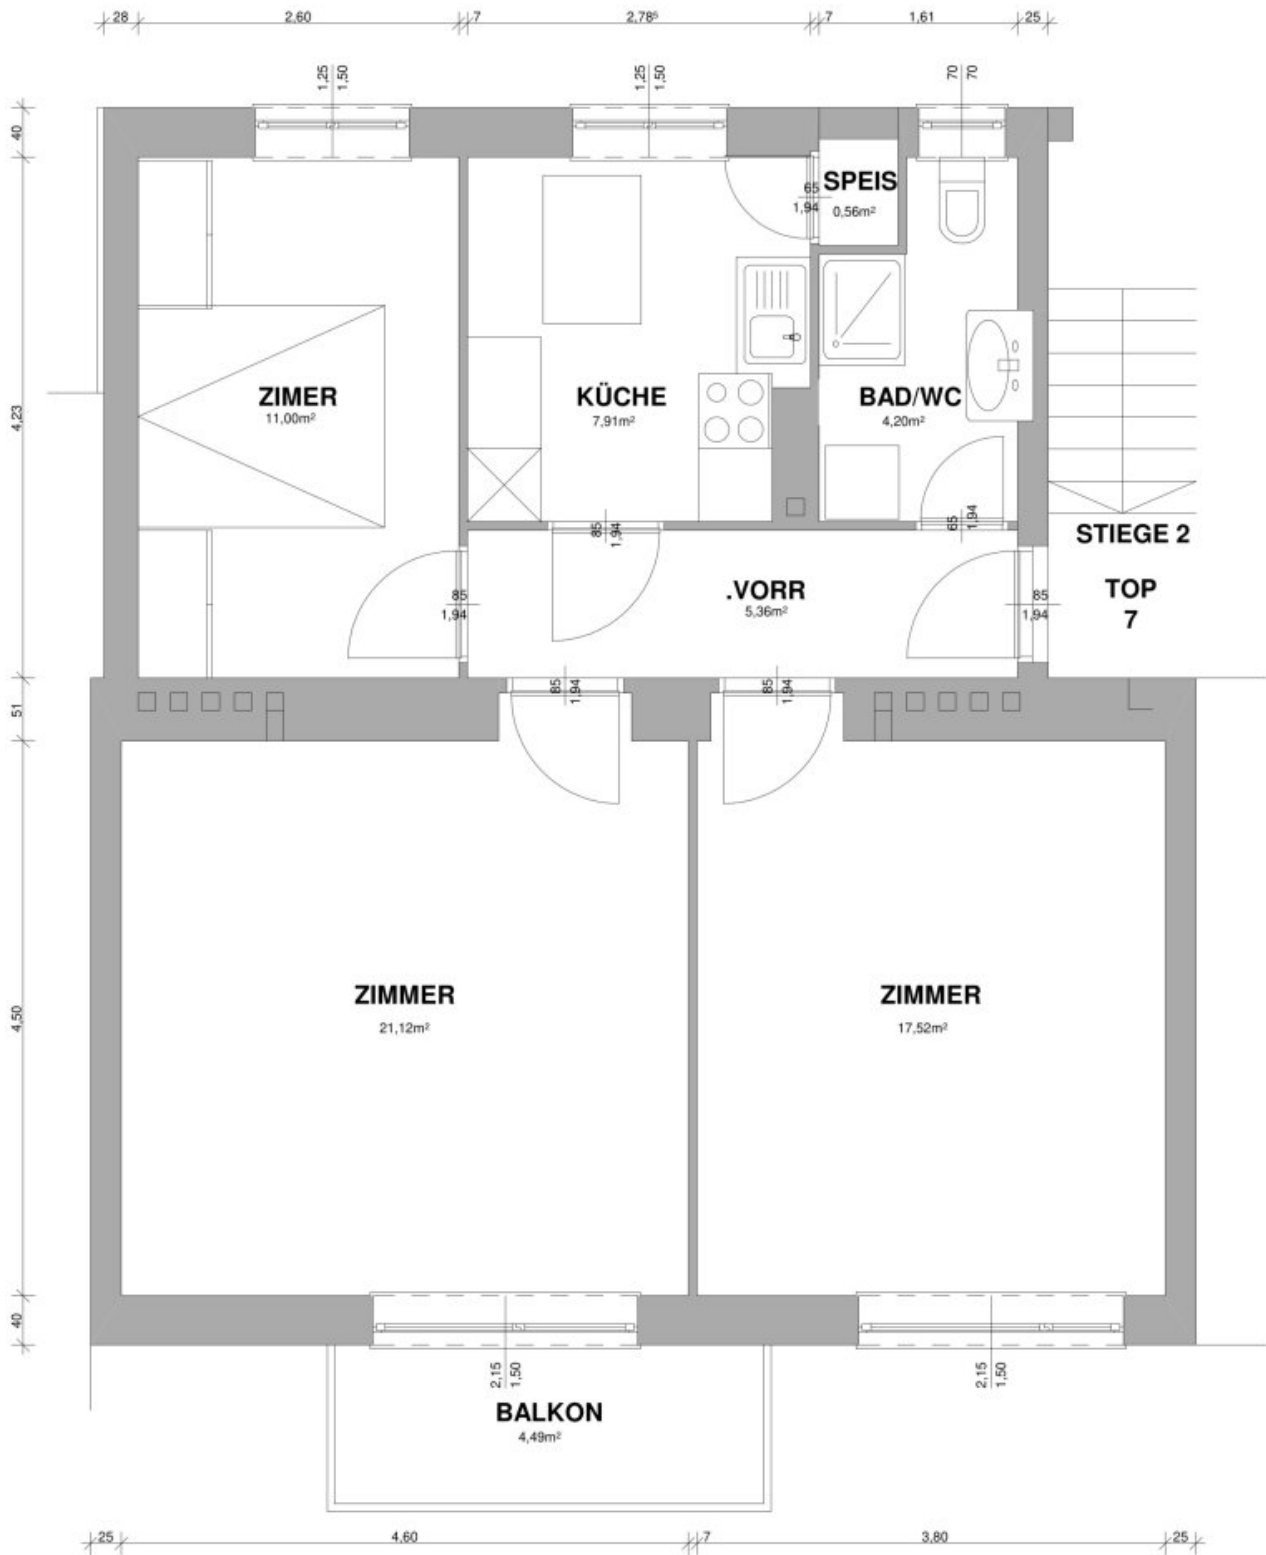 28 2,60 7 2,78⁵ 7 1,61 25
1,25
1,50
1,25
1,50
70
70
40
SPEIS
0,56m²
65
1,94
4,23
ZIMER
11,00m²
KÜCHE
7,91m²
BAD/WC
4,20m²
85
1,94
65
1,94
STIEGE 2
TOP
7
.VORR
5,36m²
85
1,94
85
1,94
51
85
1,94
85
1,94
4,50
ZIMMER
21,12m²
ZIMMER
17,52m²
40
2,15
1,50
2,15
1,50
BALKON
4,49m²
25 4,60 7 3,80 25